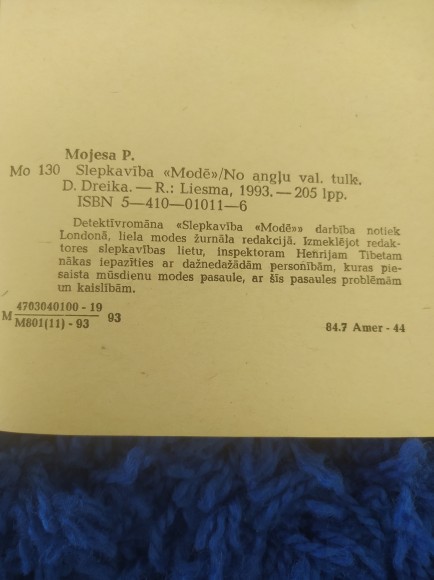 Mojesa P.
Mo 130 Slepkavība «Modē»/No angļu val. tulk.
D. Dreika. — R.: Liesma, 1993. — 205 lpp.
ISBN 5—410—01011—6
Detektīvromāna «Slepkavība «Modē»» darbība notiek
Londonā, liela modes žurnāla redakcijā. Izmeklējot redak-
tores slepkavības lietu, inspektoram Henrijam Tibetam
nākas iepazīties ar dažnedažādām personībām, kuras pie-
saista mūsdienu modes pasaule, ar šīs pasaules problēmām
un kaislībām.
4703040100 - 19
M 93
M801(11) - 93
84.7 Amer - 44